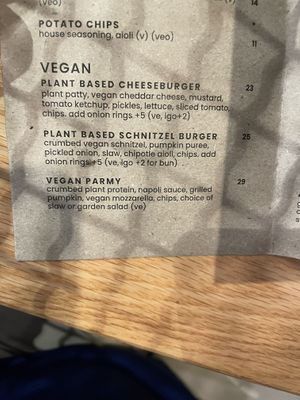 (veo)
14
POTATO CHIPS
house seasoning, aioli (v) (veo)
11
VEGAN
PLANT BASED CHEESEBURGER 23
plant patty, vegan cheddar cheese, mustard,
tomato ketchup, pickles, lettuce, sliced tomato,
chips. add onion rings +5 (ve, igo+2)
PLANT BASED SCHNITZEL BURGER 25
crumbed vegan schnitzel, pumpkin puree,
pickled onion, slaw, chipotle aioli, chips. add
onion rings +5 (ve, igo +2 for bun)
VEGAN PARMY 29
crumbed plant protein, napoli sauce, grilled
pumpkin, vegan mozzarella, chips, choice of
slaw or garden salad (ve)